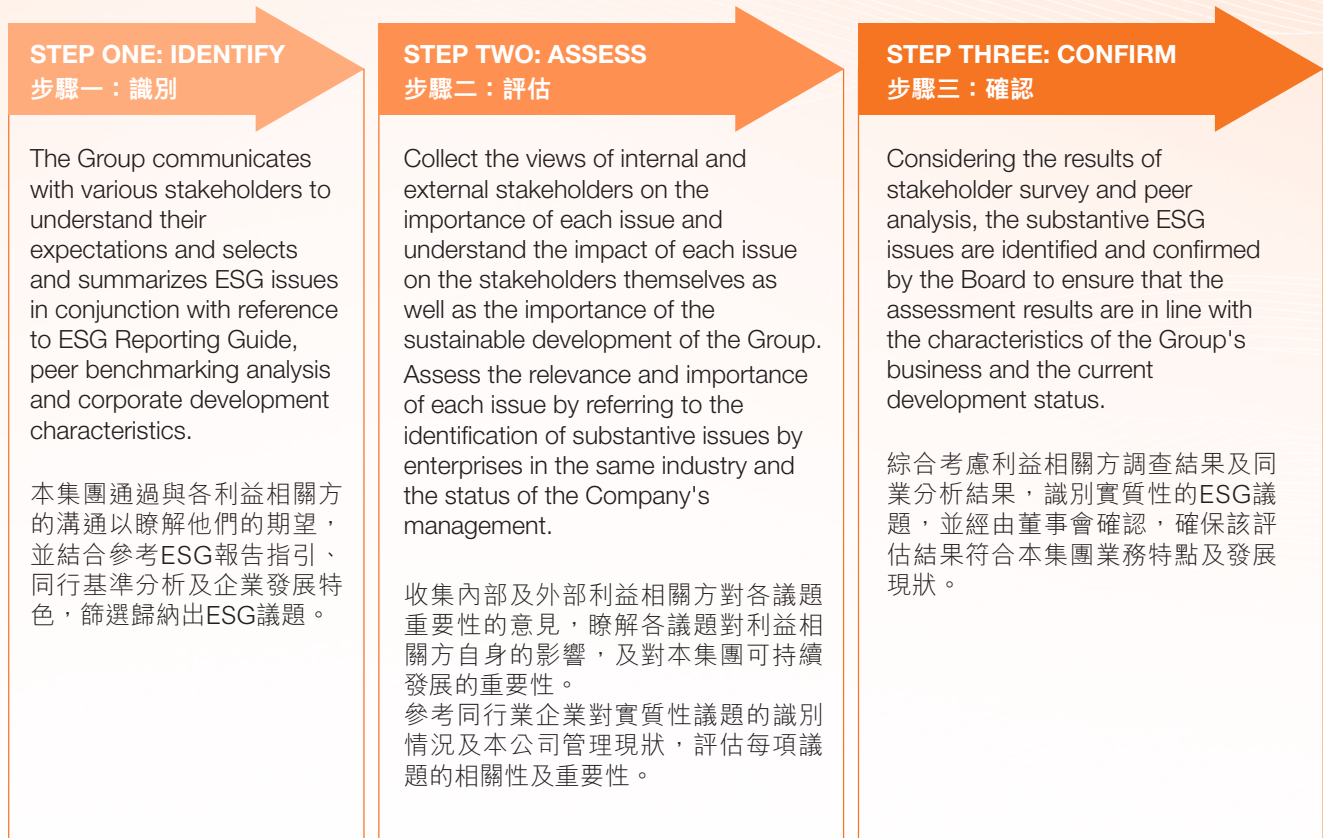 STEP ONE: IDENTIFY
步驟一：識別
The Group communicates
with various stakeholders to
understand their
expectations and selects
and summarizes ESG issues
in conjunction with reference
to ESG Reporting Guide,
peer benchmarking analysis
and corporate development
characteristics.
本集團通過與各利益相關方
的溝通以瞭解他們的期望，
並結合參考ESG報告指引、
同行基準分析及企業發展特
色，篩選歸納出ESG議題。
STEP TWO: ASSESS
步驟二：評估
Collect the views of internal and
external stakeholders on the
importance of each issue and
understand the impact of each issue
on the stakeholders themselves as
well as the importance of the
sustainable development of the Group.
Assess the relevance and importance
of each issue by referring to the
identification of substantive issues by
enterprises in the same industry and
the status of the Company's
management.
收集內部及外部利益相關方對各議題
重要性的意見，瞭解各議題對利益相
關方自身的影響，及對本集團可持續
發展的重要性。
參考同行業企業對實質性議題的識別
情況及本公司管理現狀，評估每項議
題的相關性及重要性。
STEP THREE: CONFIRM
步驟三：確認
Considering the results of
stakeholder survey and peer
analysis, the substantive ESG
issues are identified and confirmed
by the Board to ensure that the
assessment results are in line with
the characteristics of the Group's
business and the current
development status.
綜合考慮利益相關方調查結果及同
業分析結果，識別實質性的ESG議
題，並經由董事會確認，確保該評
估結果符合本集團業務特點及發展
現狀。